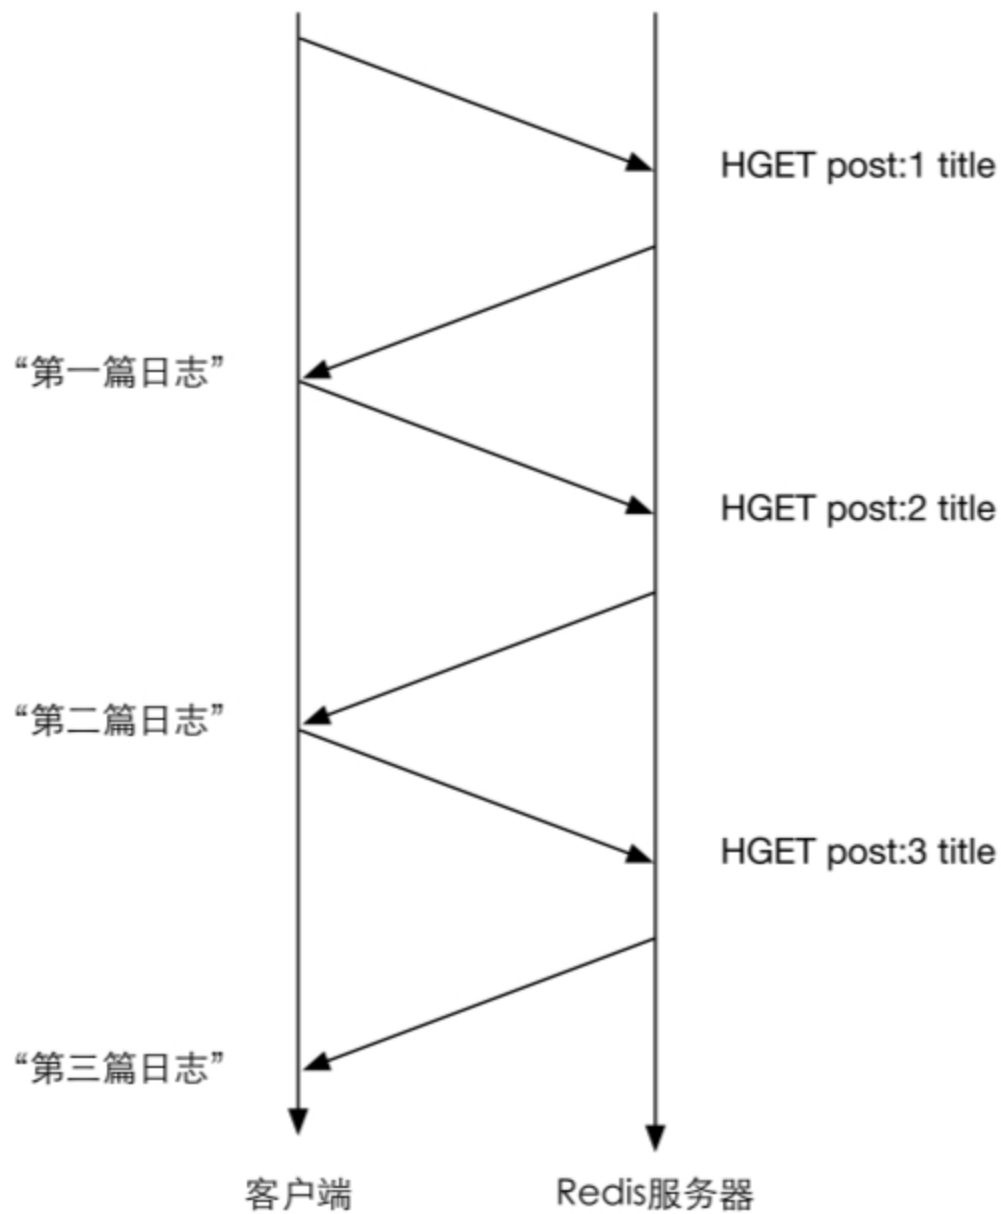 HGET post:1 title
“第一篇日志”
HGET post:2 title
“第二篇日志”
HGET post:3 title
“第三篇日志”
客户端
Redis服务器